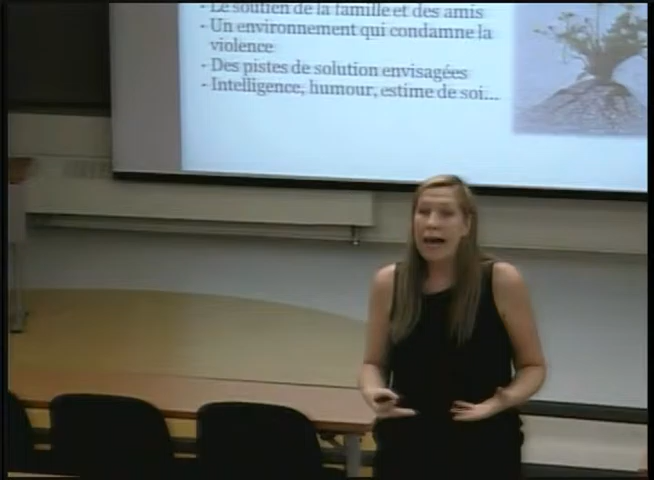 - Le soutien de la famille et des amis
- Un environnement qui condamne la
violence
- Des pistes de solution envisagées
- Intelligence, humour, estime de soi...